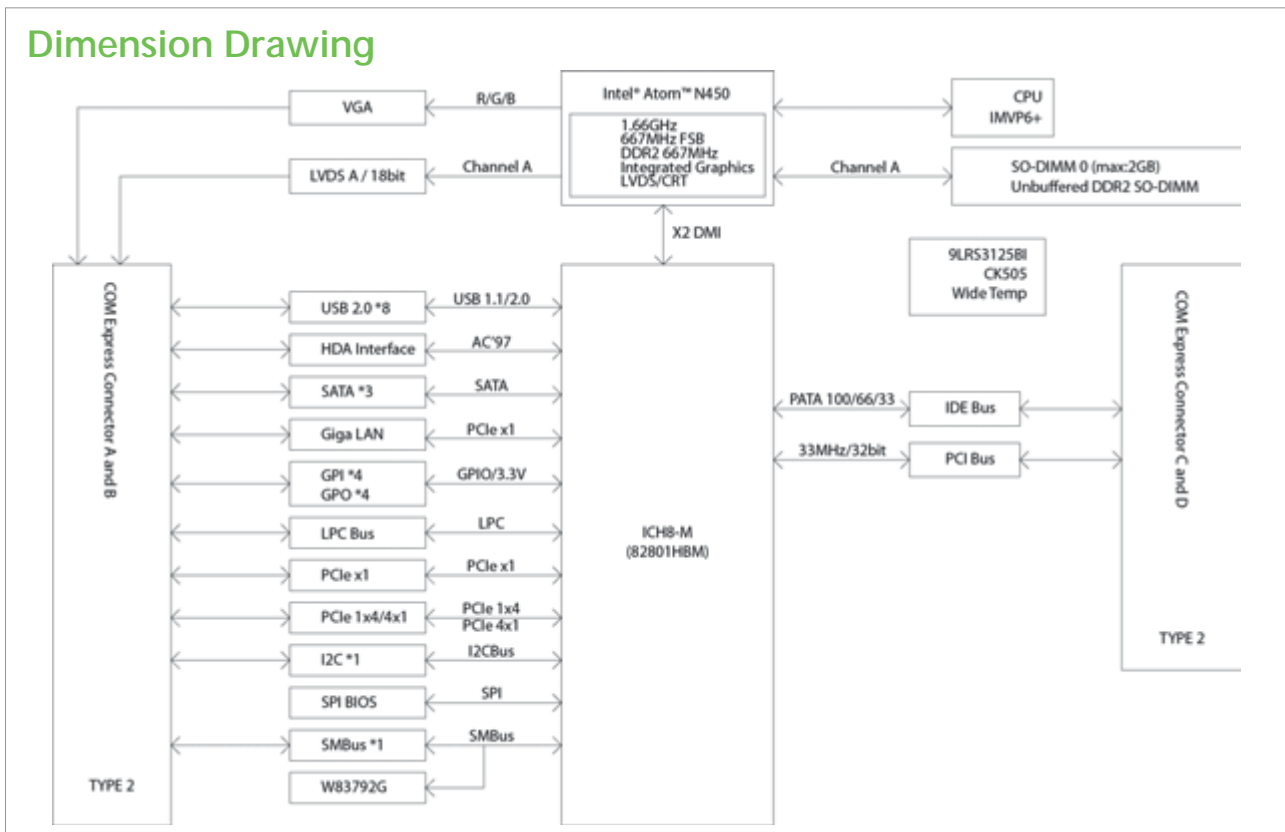 Dimension Drawing
VGA
R/G/B
Intel® Atom™ N450
1.66GHz
667MHz FSB
DDR2 667MHz
Integrated Graphics
LVDS/CRT
CPU
IMVP6+
LVDS A / 18bit
Channel A
Channel A
SO-DIMM 0 (max:2GB)
Unbuffered DDR2 SO-DIMM
X2 DMI
9LRS3125BI
CK505
Wide Temp
COM Express Connector A and B
TYPE 2
USB 2.0 *8
USB 1.1/2.0
HDA Interface
AC'97
SATA *3
SATA
Giga LAN
PCIe x1
GPI *4
GPO *4
GPIO/3.3V
LPC Bus
LPC
PCIe x1
PCIe x1
PCIe 1x4/4x1
PCIe 1x4
PCIe 4x1
I2C *1
I2CBus
SPI BIOS
SPI
SMBus *1
SMBus
W83792G
ICH8-M
(82801HBM)
PATA 100/66/33
IDE Bus
33MHz/32bit
PCI Bus
COM Express Connector C and D
TYPE 2